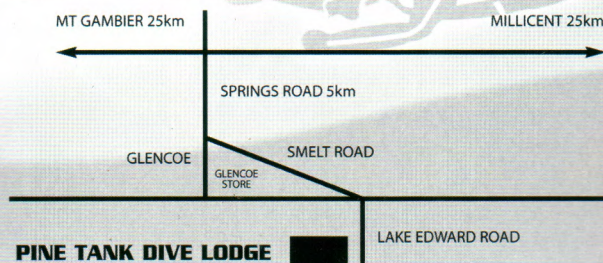 MT GAMBIER 25km
MILLICENT 25km
SPRINGS ROAD 5km
GLENCOE
SMELT ROAD
GLENCOE
STORE
LAKE EDWARD ROAD
PINE TANK DIVE LODGE